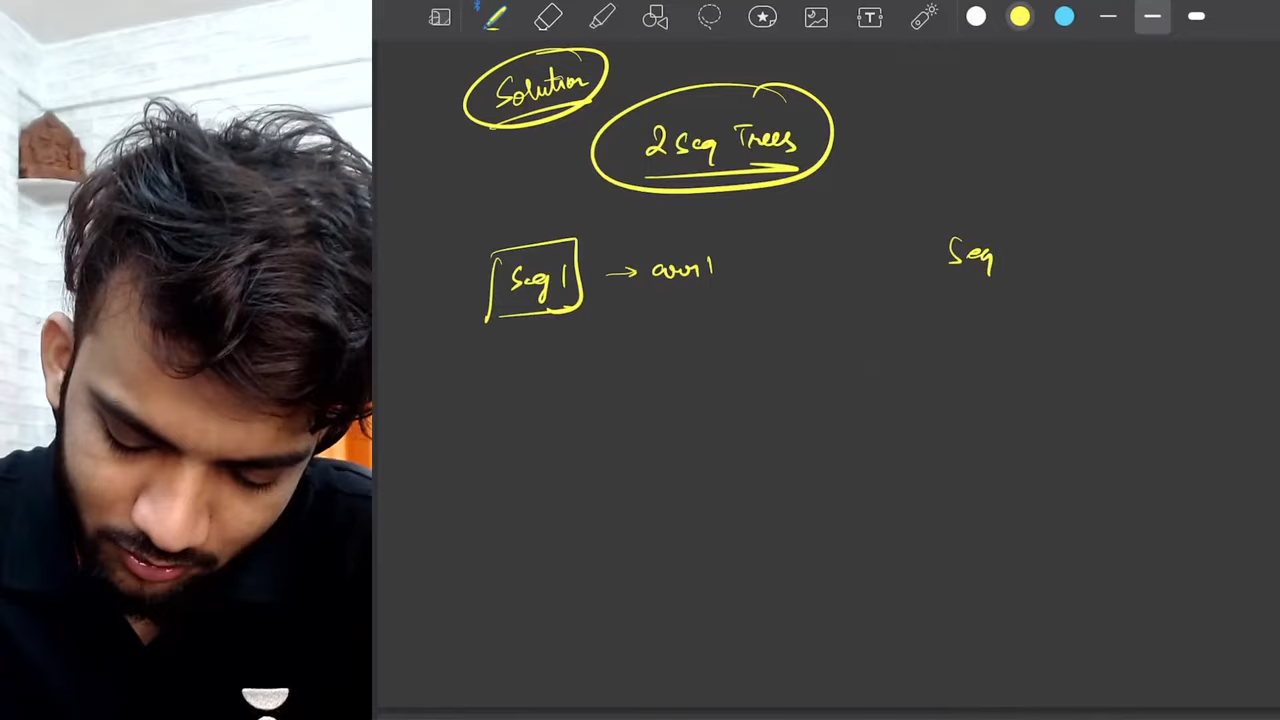 Solution
2 Seg Trees
Seg 1 → arr1
Seg
T